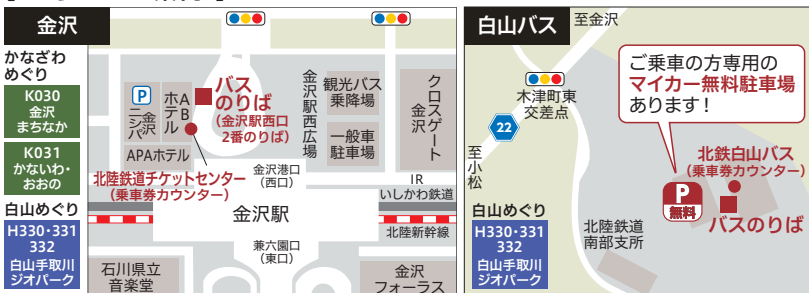 金沢
かなざわ
めぐり
K030
金沢
まちなか
K031
かないわ・
おおの
白山めぐり
H330・331
332
白山手取川
ジオパーク
P
金沢
ニシパ
ホテル
AB
APAホテル
バス
のりば
(金沢駅西口
2番のりば)
北陸鉄道チケットセンター
(乗車券カウンター)
金沢駅西広場
観光バス
乗降場
一般車
駐車場
クロスゲート
金沢
金沢港口
(西口)
IR
いしかわ鉄道
金沢駅
北陸新幹線
兼六園口
(東口)
石川県立
音楽堂
金沢
フォーラス
白山バス
至金沢
木津町東
交差点
22
至小松
ご乗車の方専用の
マイカー無料駐車場
あります!
北鉄白山バス
(乗車券カウンター)
P
無料
バスのりば
北陸鉄道
南部支所
白山めぐり
H330・331
332
白山手取川
ジオパーク